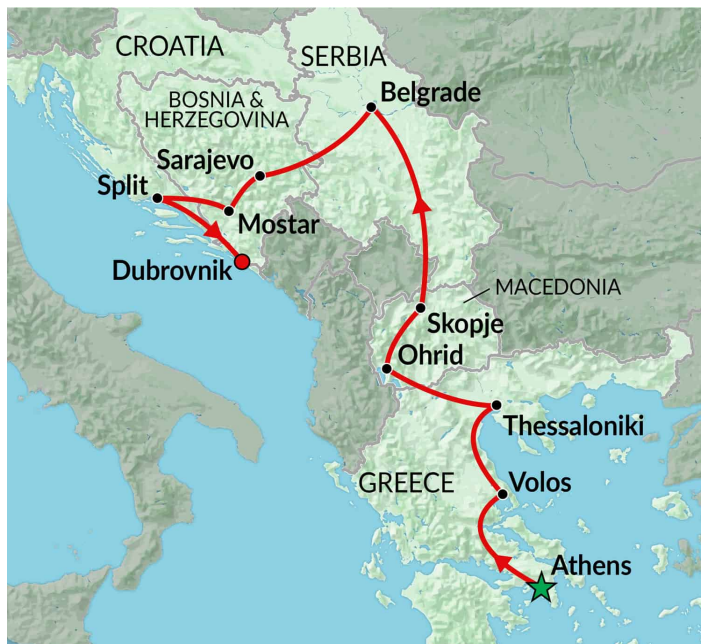 CROATIA
SERBIA
Belgrade
BOSNIA &
HERZEGOVINA
Sarajevo
Split
Mostar
Dubrovnik
MACEDONIA
Skopje
Ohrid
Thessaloniki
GREECE
Volos
Athens